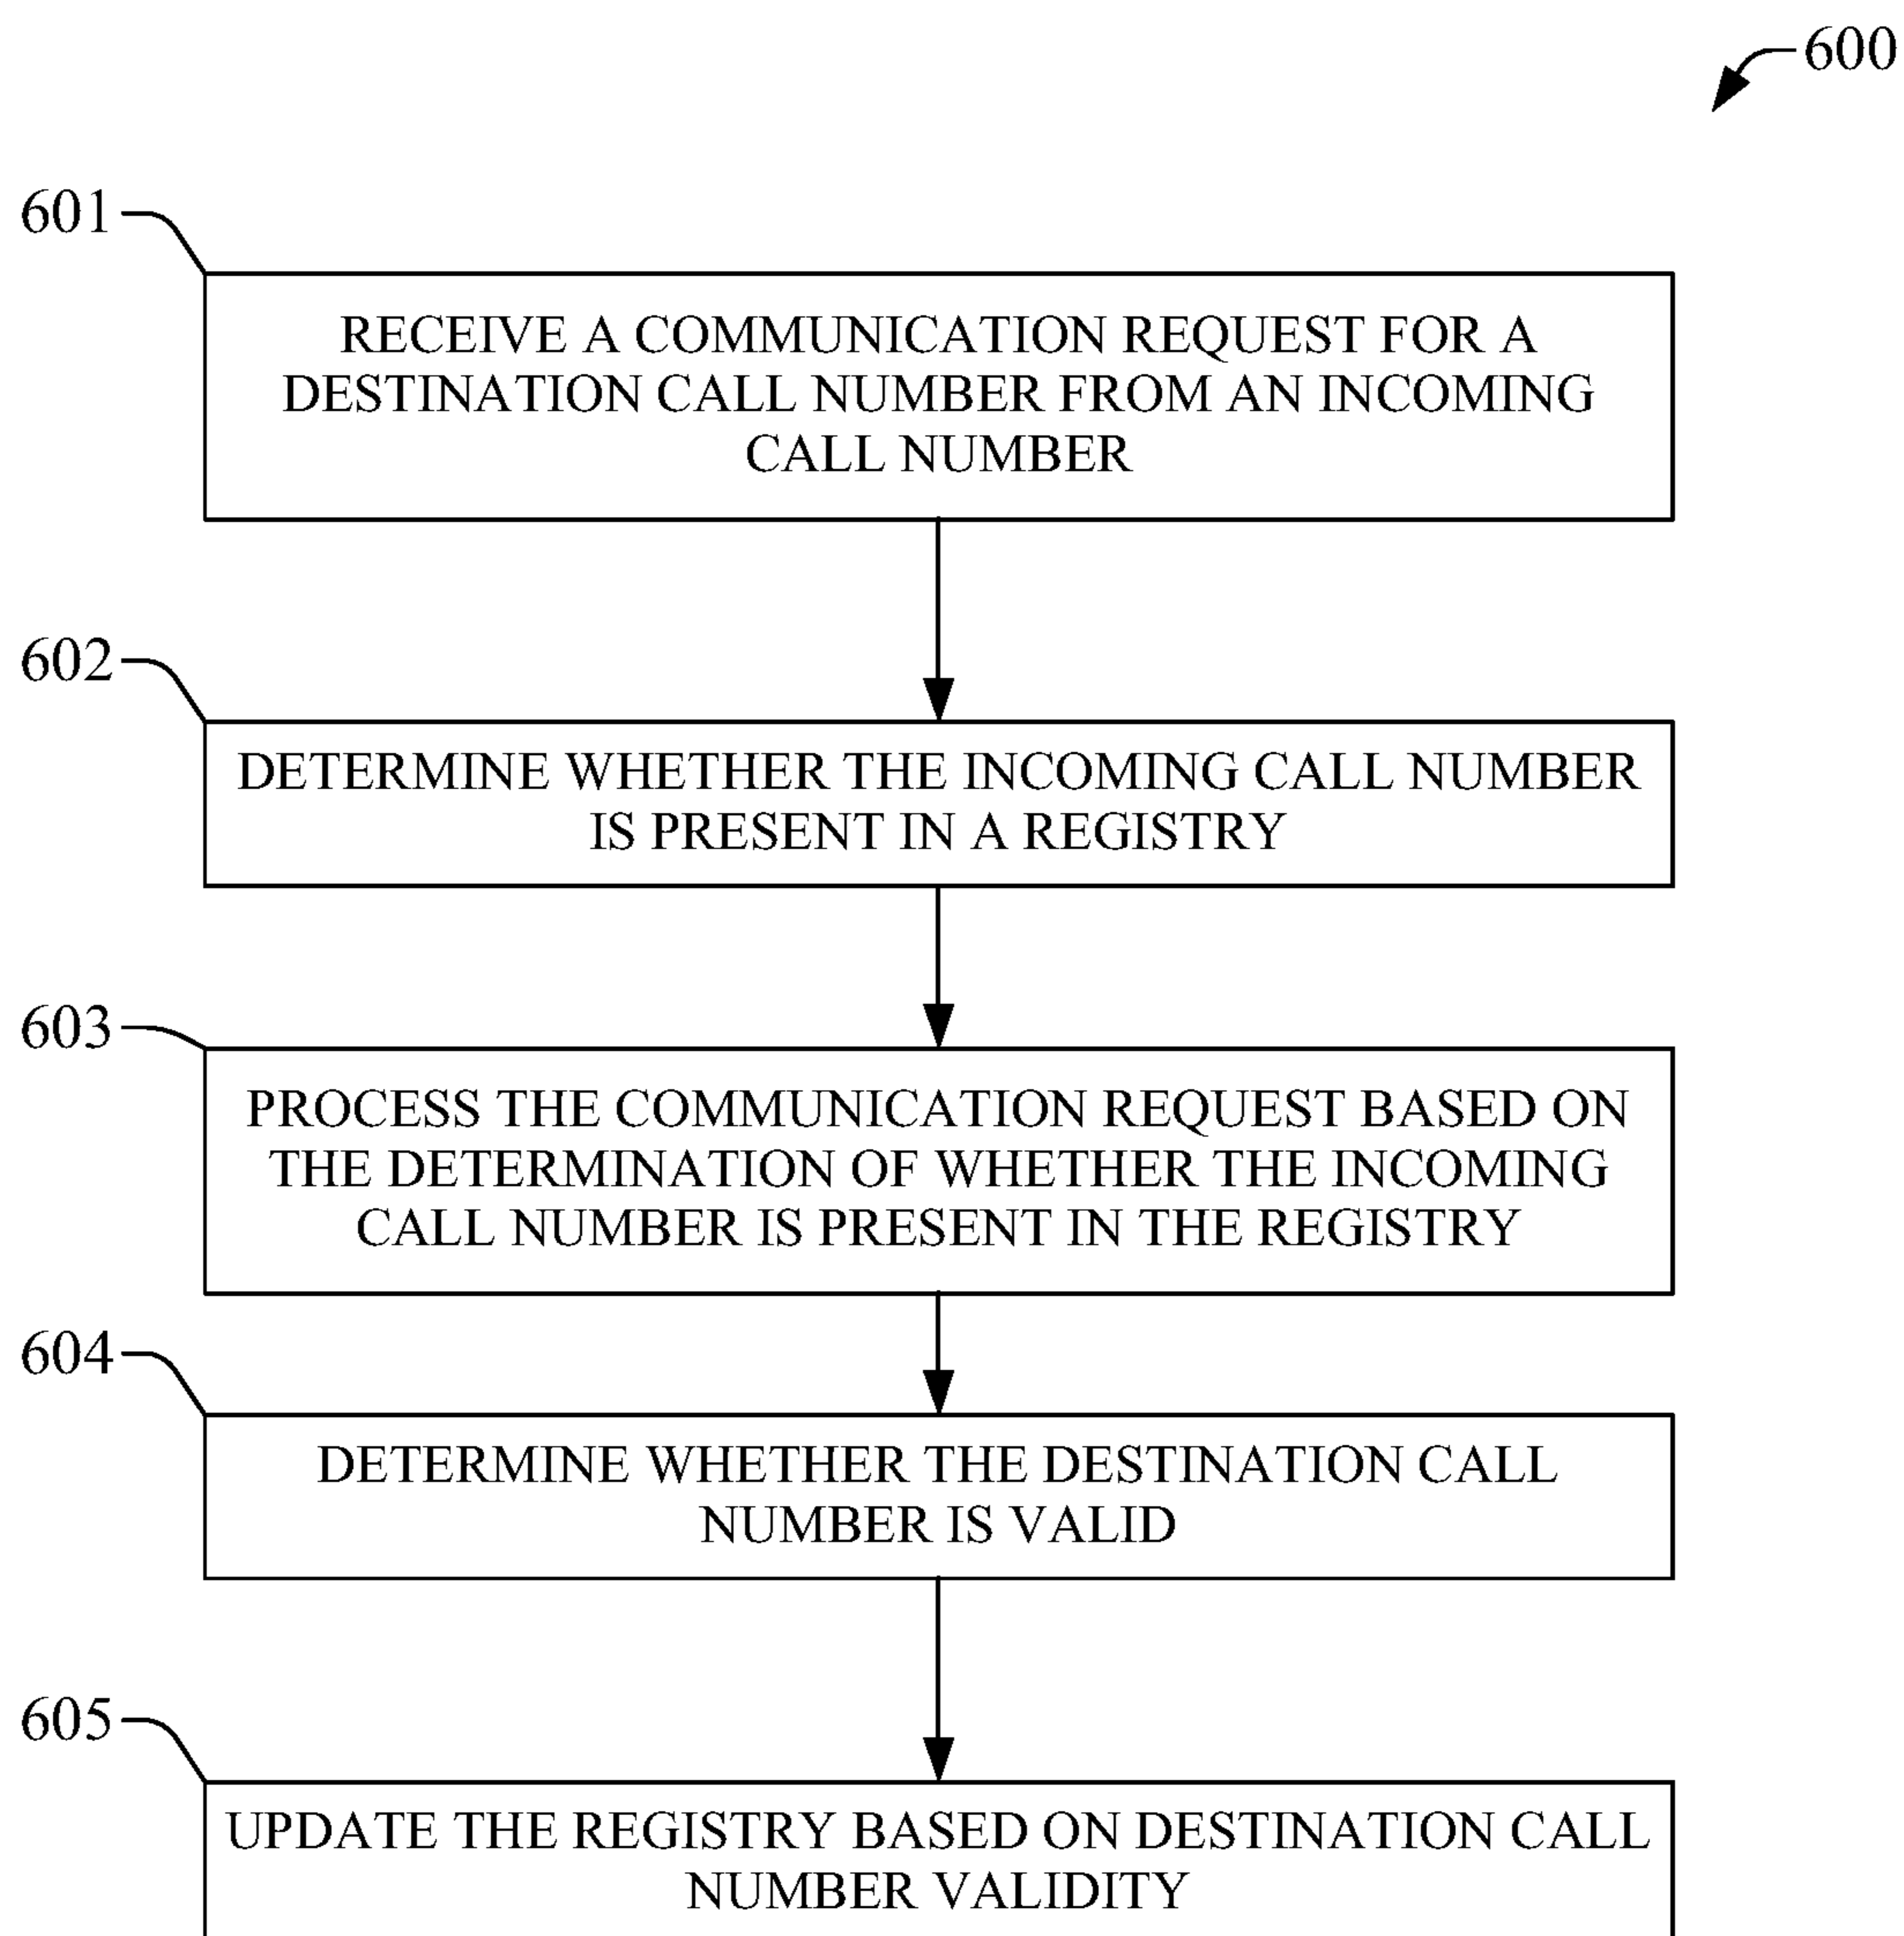 600
601
RECEIVE A COMMUNICATION REQUEST FOR A
DESTINATION CALL NUMBER FROM AN INCOMING
CALL NUMBER
602
DETERMINE WHETHER THE INCOMING CALL NUMBER
IS PRESENT IN A REGISTRY
603
PROCESS THE COMMUNICATION REQUEST BASED ON
THE DETERMINATION OF WHETHER THE INCOMING
CALL NUMBER IS PRESENT IN THE REGISTRY
604
DETERMINE WHETHER THE DESTINATION CALL
NUMBER IS VALID
605
UPDATE THE REGISTRY BASED ON DESTINATION CALL
NUMBER VALIDITY